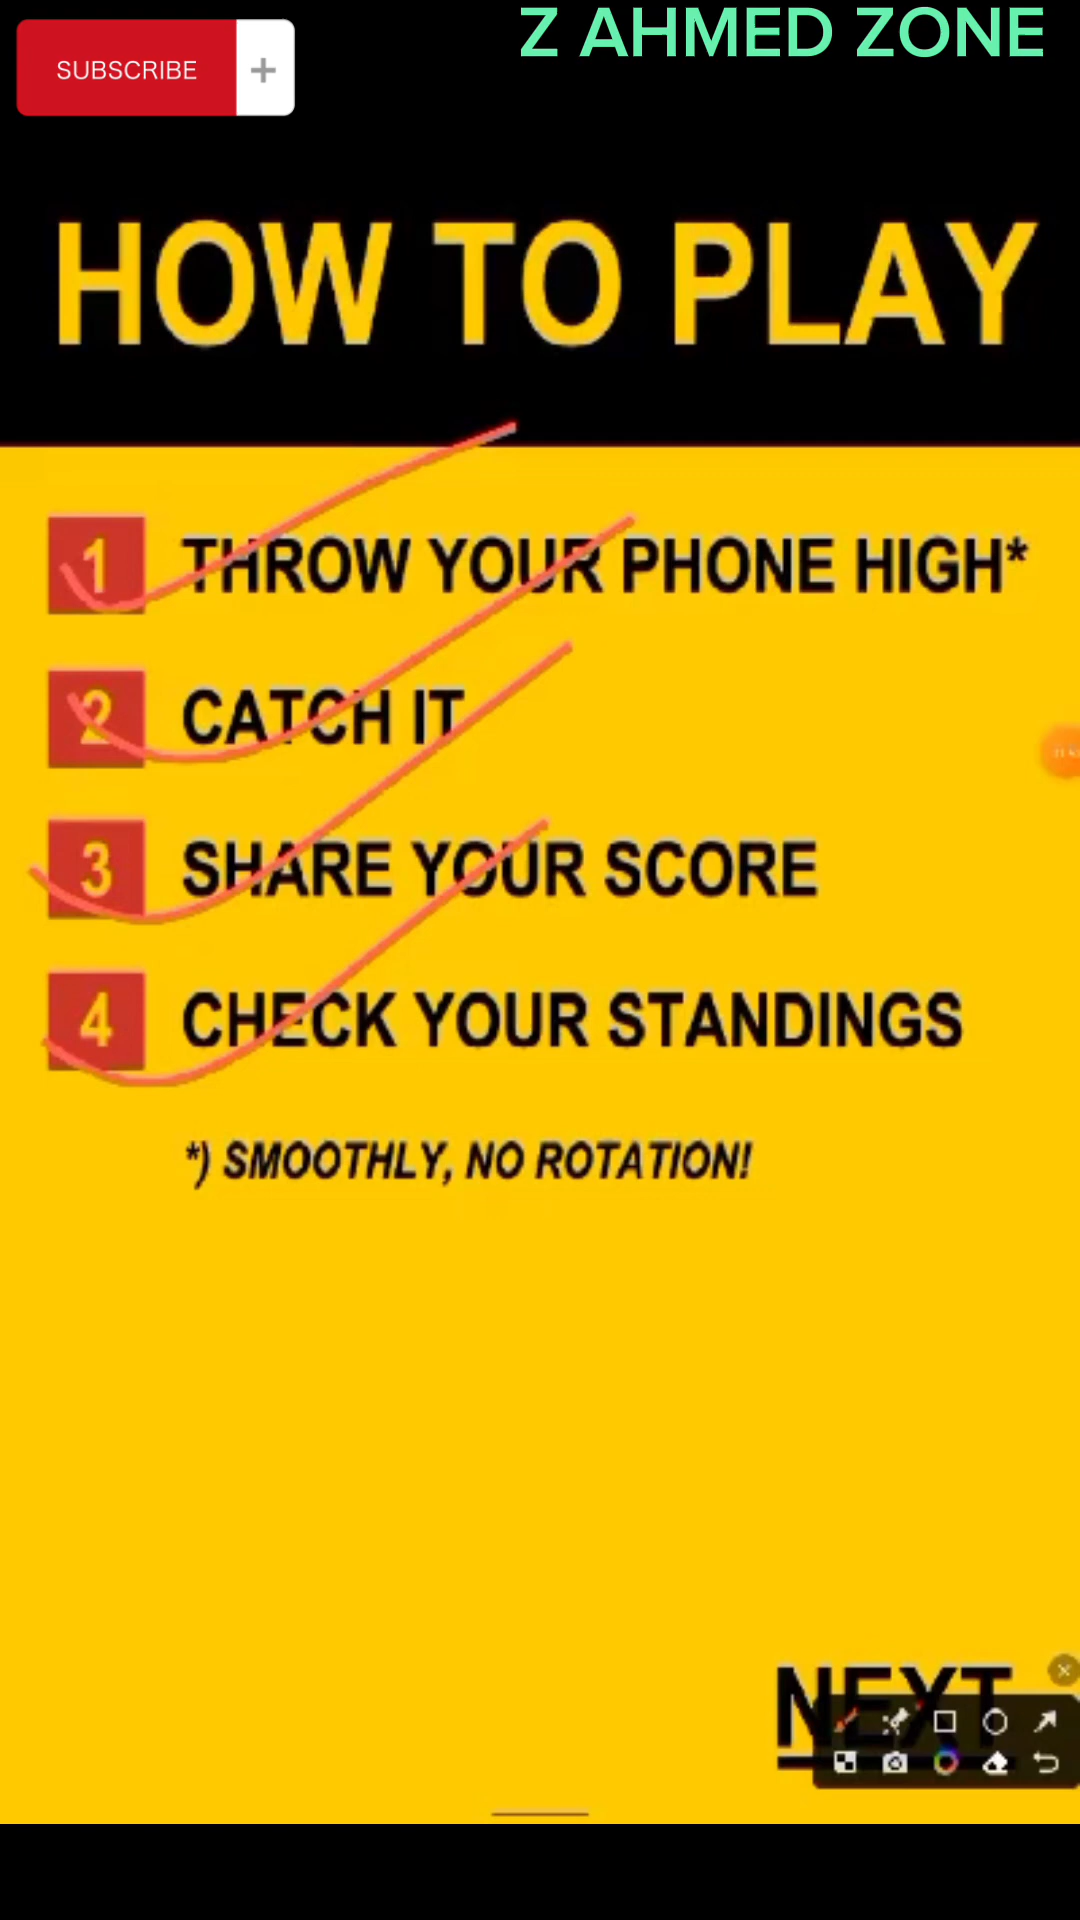 Z AHMED ZONE
SUBSCRIBE +
HOW TO PLAY
1 THROW YOUR PHONE HIGH*
2 CATCH IT
3 SHARE YOUR SCORE
4 CHECK YOUR STANDINGS
*) SMOOTHLY, NO ROTATION!
NEXT